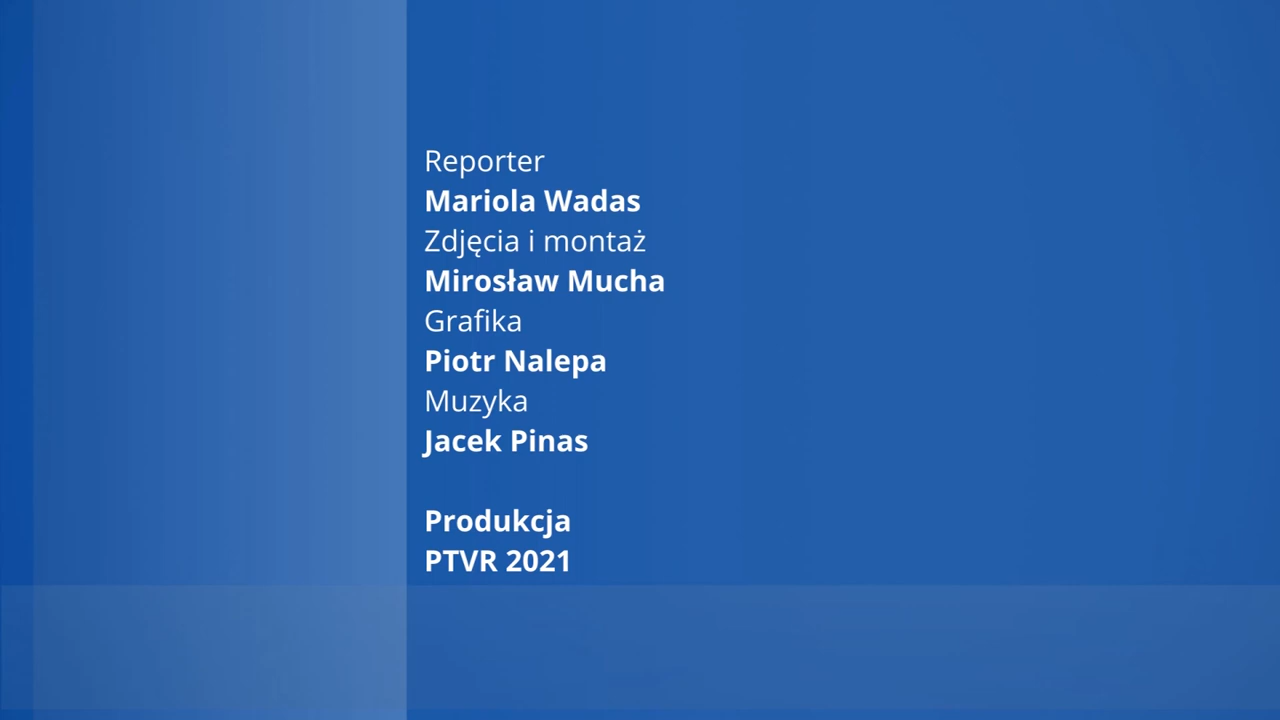 Reporter
Mariola Wadas
Zdjęcia i montaż
Mirosław Mucha
Grafika
Piotr Nalepa
Muzyka
Jacek Pinas
Produkcja
PTVR 2021